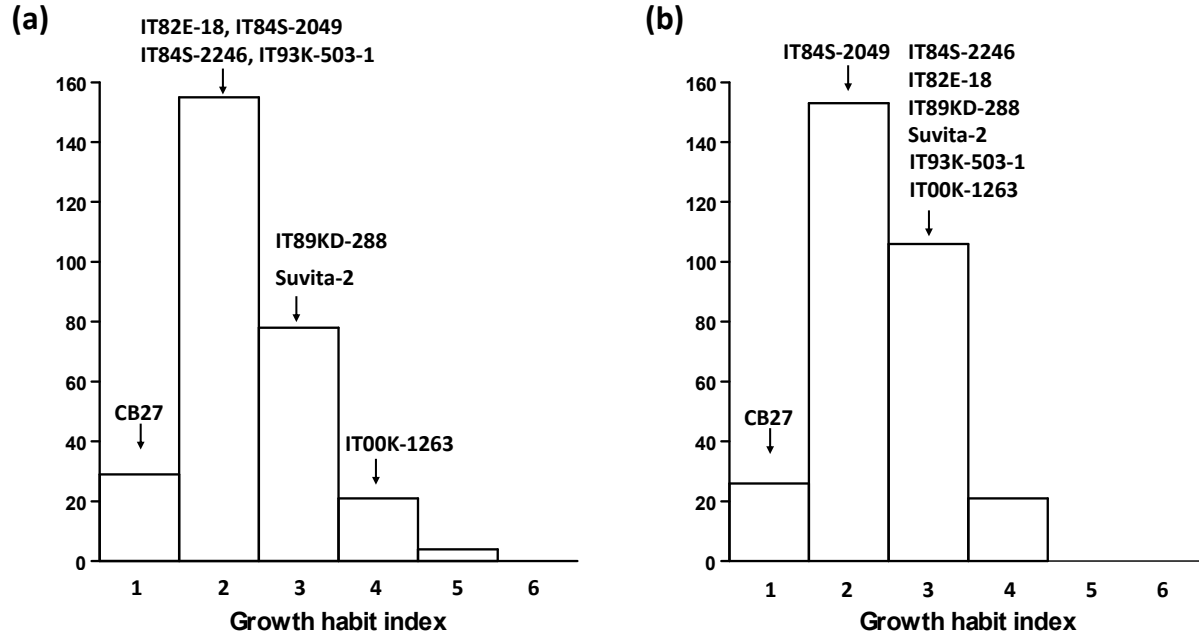 (a)
IT82E-18, IT84S-2049
IT84S-2246, IT93K-503-1
160
140
120
100
80
60
40
20
0
IT89KD-288
Suvita-2
CB27
IT00K-1263
1 2 3 4 5 6
Growth habit index
(b)
IT84S-2049
IT84S-2246
IT82E-18
IT89KD-288
Suvita-2
IT93K-503-1
IT00K-1263
160
140
120
100
80
60
40
20
0
CB27
1 2 3 4 5 6
Growth habit index